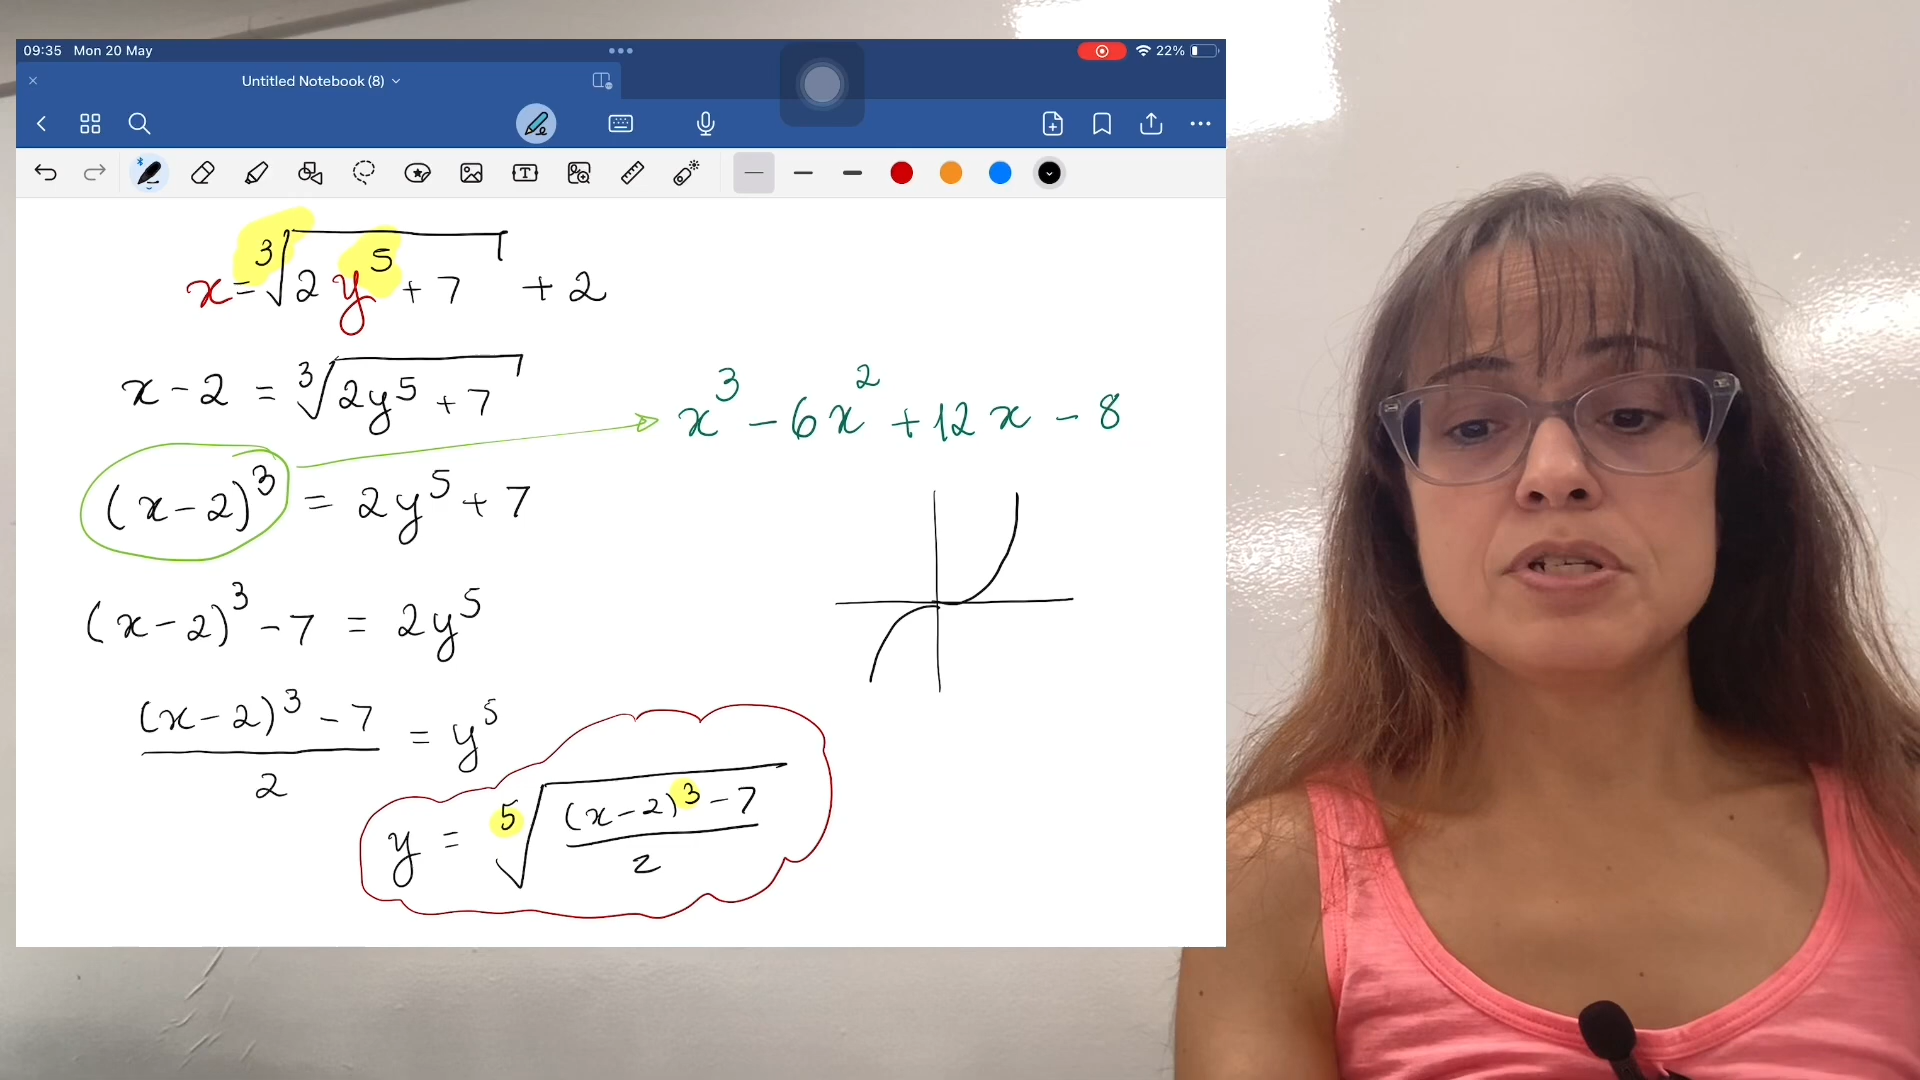 09:35 Mon 20 May
22%
Untitled Notebook (8)
x = ∛(2y⁵ + 7) + 2
x - 2 = ∛(2y⁵ + 7)
x³ - 6x² + 12x - 8
(x - 2)³ = 2y⁵ + 7
(x - 2)³ - 7 = 2y⁵
((x - 2)³ - 7) / 2 = y⁵
y = ⁵√(((x - 2)³ - 7) / 2)